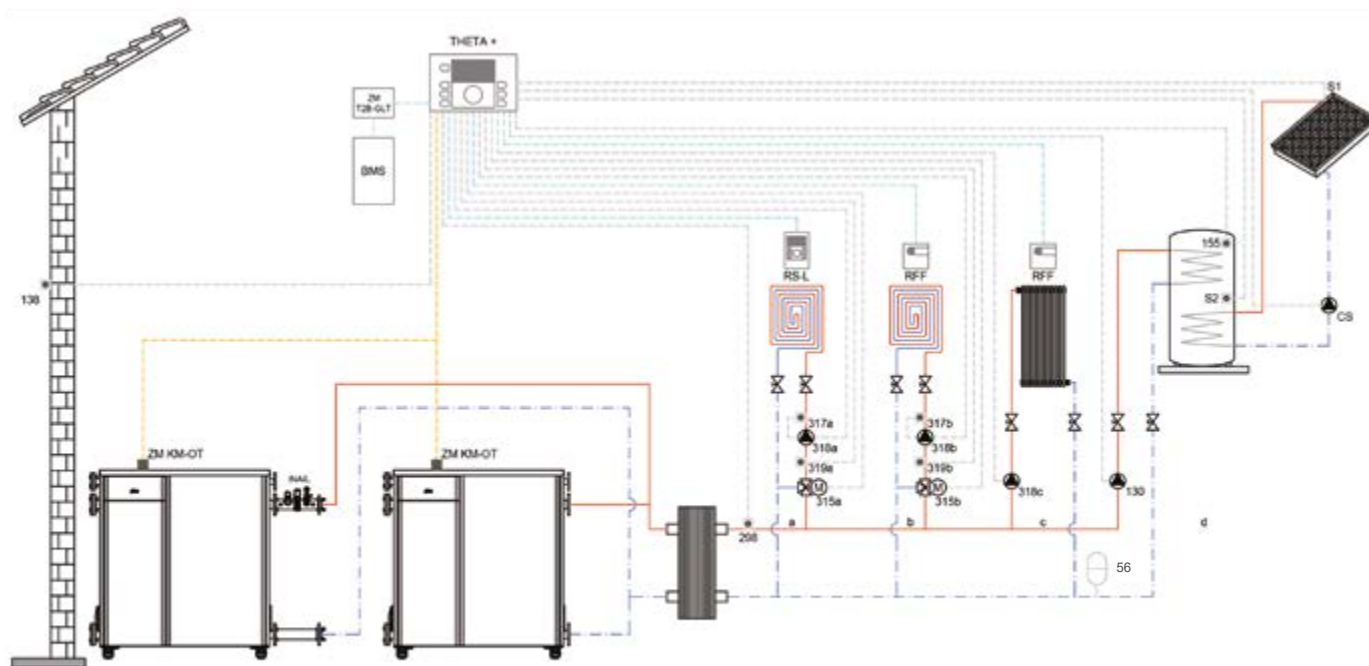 THETA +
ZM
T2B-GLT
BMS
S1
138
RS-L
RFF
RFF
155
S2
CS
ZM KM-OT
ZM KM-OT
INAIL
317a
318a
319a
M
315a
317b
318b
319b
M
315b
318c
130
298
a
b
c
d
56